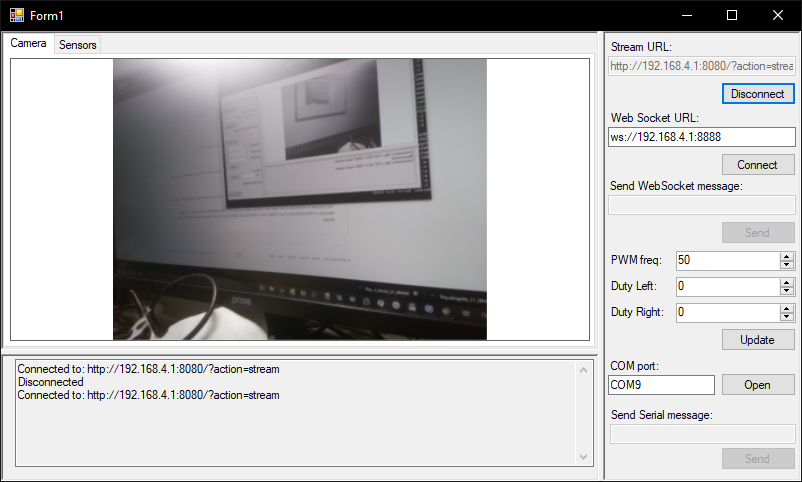 Form1
Camera
Sensors
Connected to: http://192.168.4.1:8080/?action=stream
Disconnected
Connected to: http://192.168.4.1:8080/?action=stream
Stream URL:
http://192.168.4.1:8080/?action=strea
Disconnect
Web Socket URL:
ws://192.168.4.1:8888
Connect
Send WebSocket message:
Send
PWM freq: 50
Duty Left: 0
Duty Right: 0
Update
COM port:
COM9 Open
Send Serial message:
Send